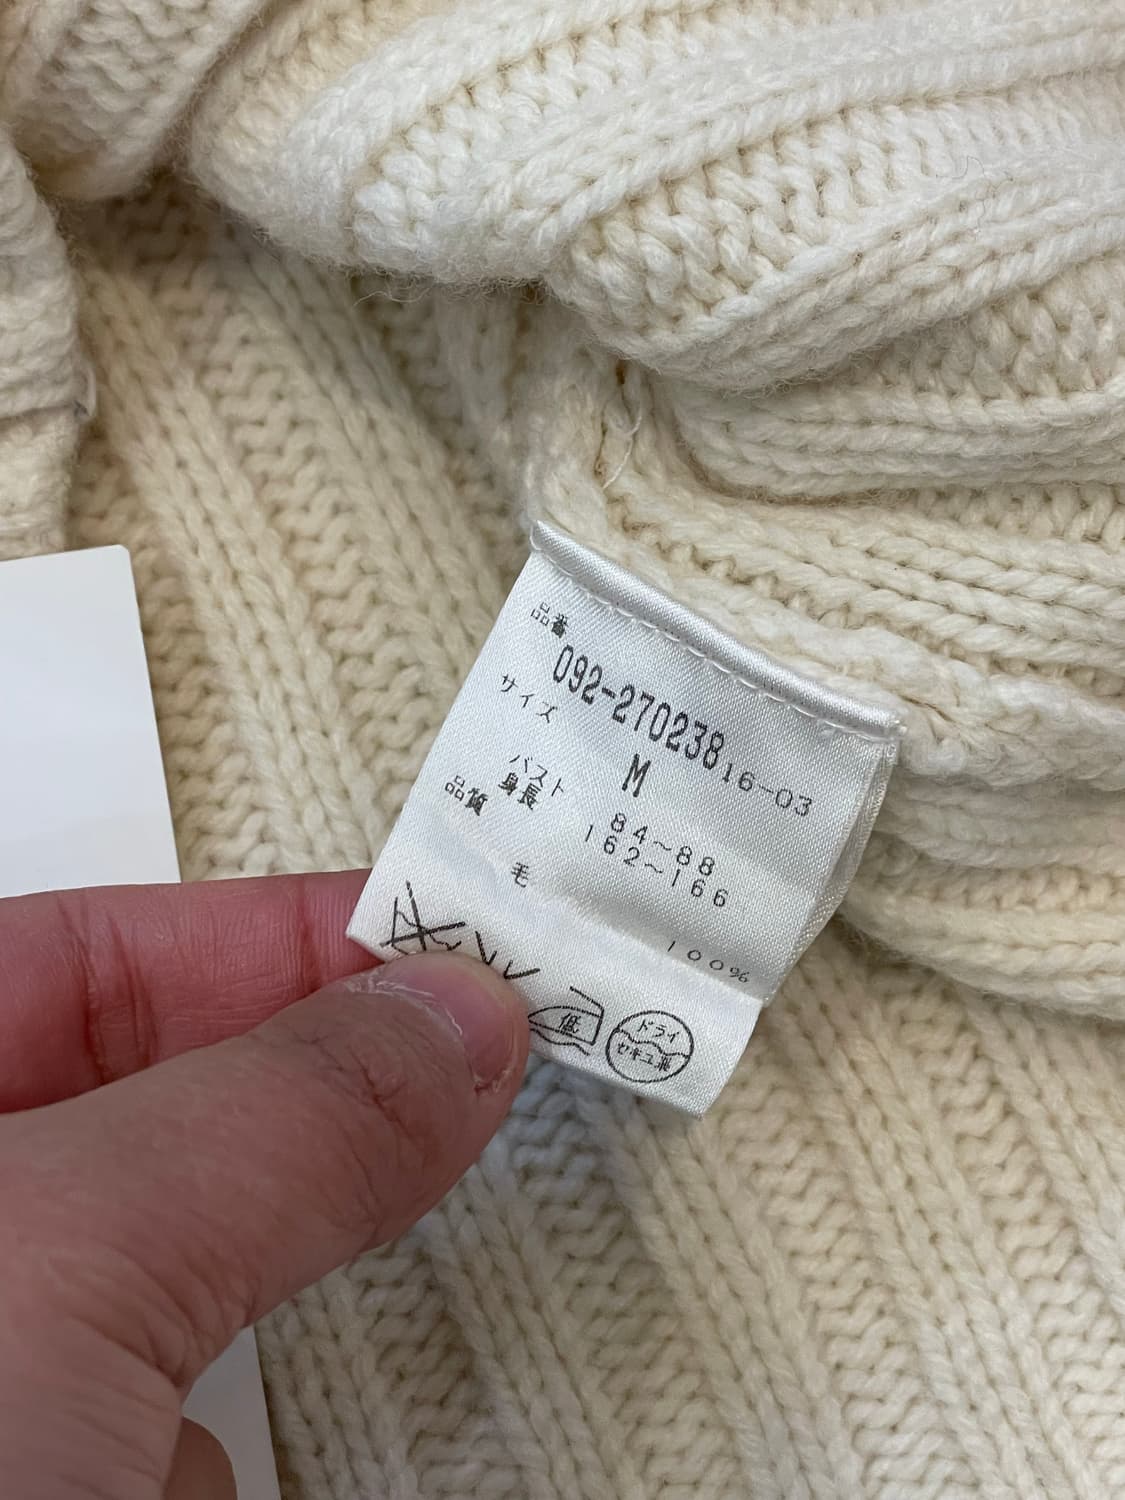 品番
092-270238 16-03
サイズ
M
バスト 84~88
身長 162~166
品質
毛 100%
低
ドライ
セキユ系